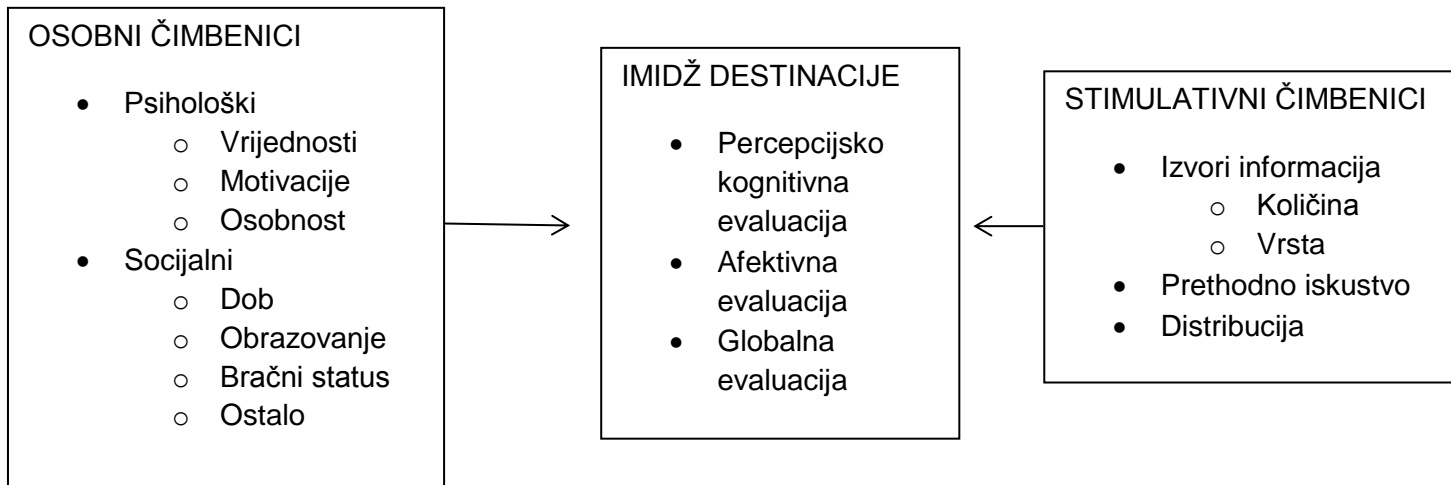 OSOBNI ČIMBENICI
• Psihološki
o Vrijednosti
o Motivacije
o Osobnost
• Socijalni
o Dob
o Obrazovanje
o Bračni status
o Ostalo
IMIDŽ DESTINACIJE
• Percepcijsko
kognitivna
evaluacija
• Afektivna
evaluacija
• Globalna
evaluacija
STIMULATIVNI ČIMBENICI
• Izvori informacija
o Količina
o Vrsta
• Prethodno iskustvo
• Distribucija